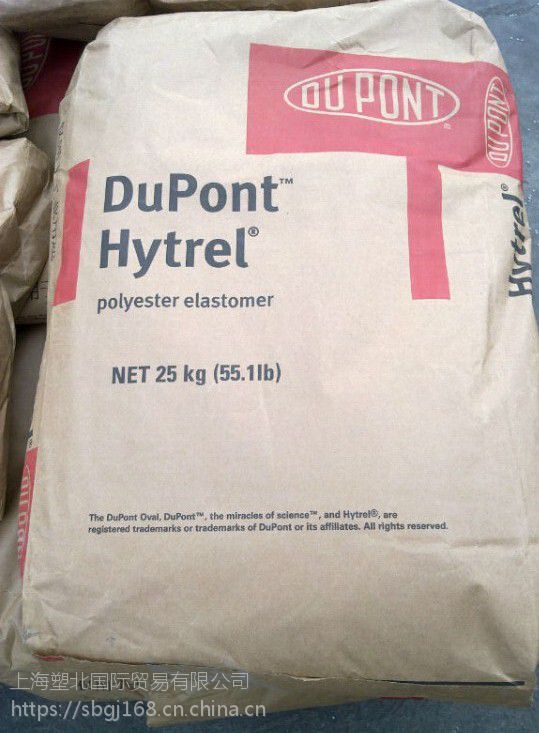 DU PONT
®
DU PONT
DuPont™
Hytrel®
Hytrel®
polyester elastomer
NET 25 kg (55.1lb)
The DuPont Oval, DuPont™, the miracles of science™, and Hytrel®, are
registered trademarks or trademarks of DuPont or its affiliates. All rights reserved.
上海塑北国际贸易有限公司
https://sbgj168.cn.china.cn